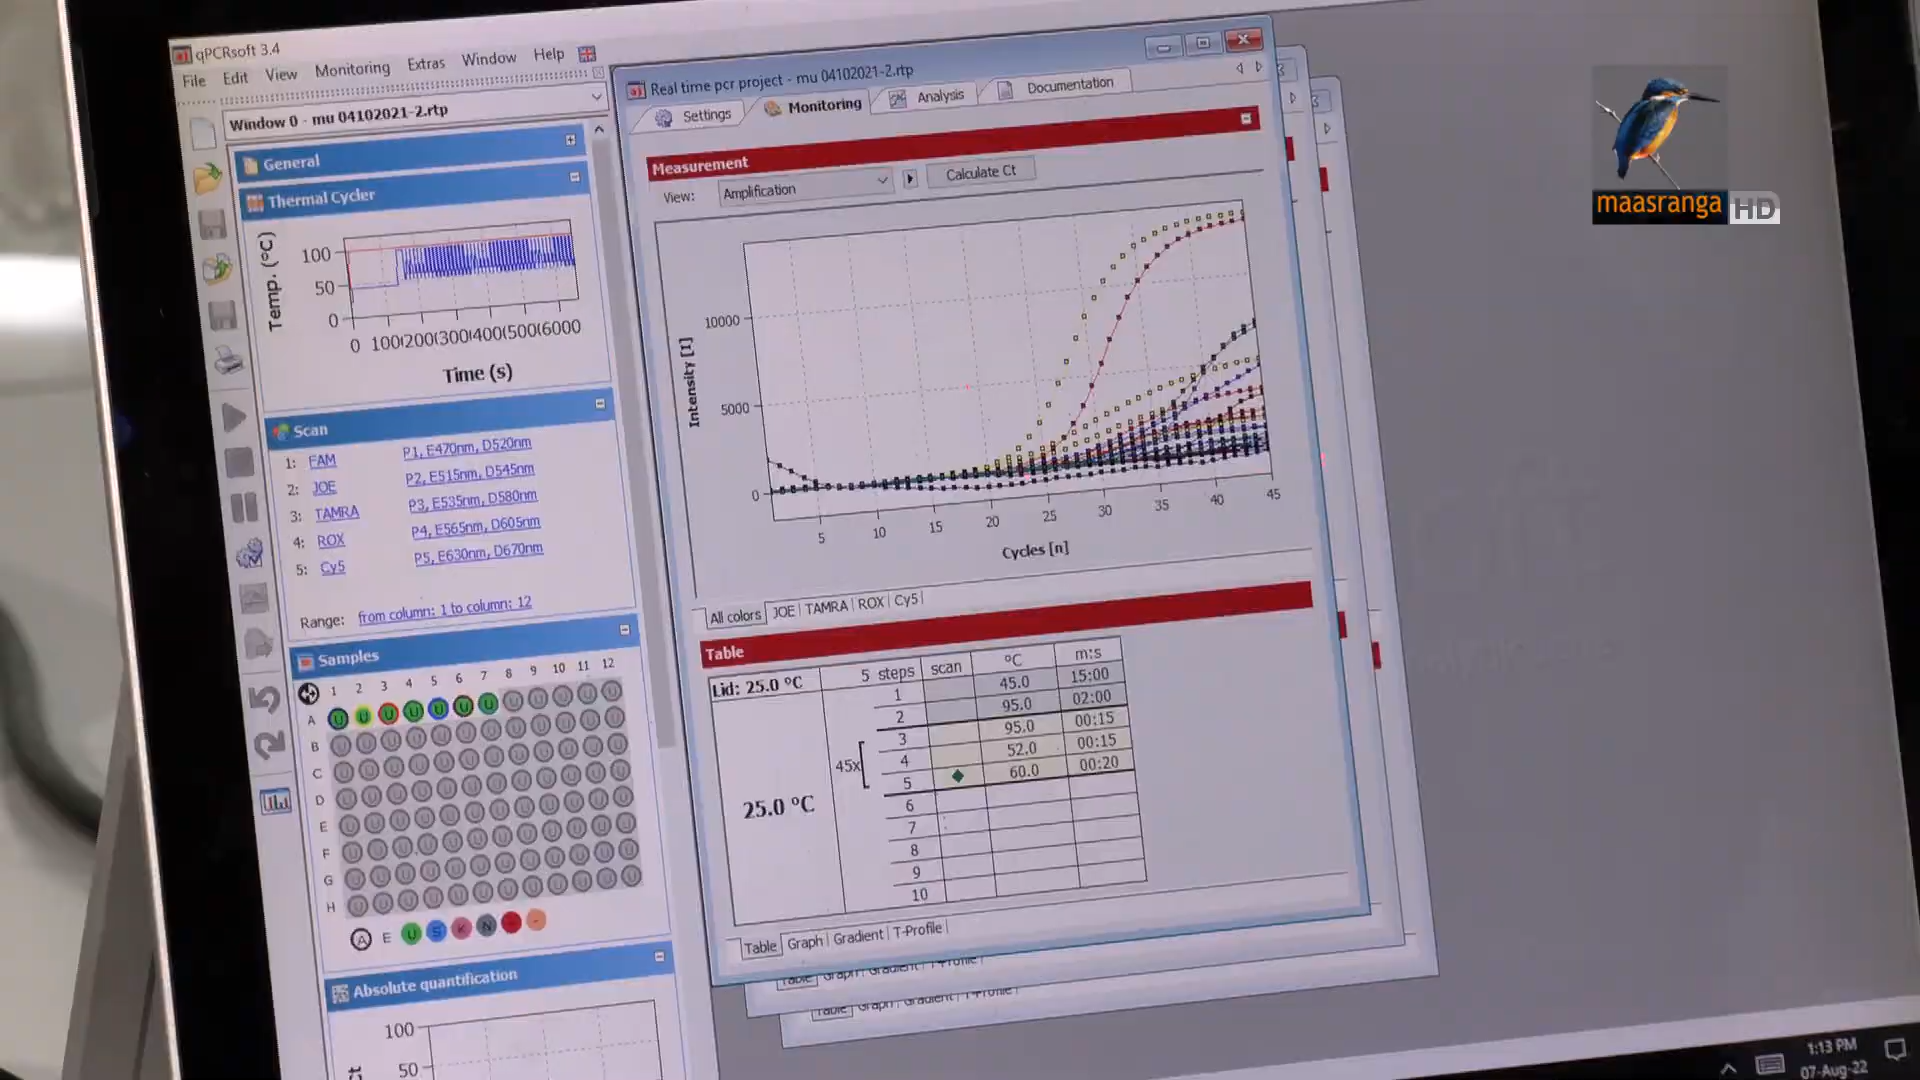 qPCRsoft 3.4
File Edit View Monitoring Extras Window Help
Window 0 - mu 04102021-2.rtp
General
Thermal Cycler
Temp. (°C)
100
50
0
0
6000
Time (s)
Scan
1: FAM P1, E470nm, D520nm
2: JOE P2, E515nm, D545nm
3: TAMRA P3, E535nm, D580nm
4: ROX P4, E565nm, D605nm
5: Cy5 P5, E630nm, D670nm
Range: from column: 1 to column: 12
Samples
1 2 3 4 5 6 7 8 9 10 11 12
A
B
C
D
E
F
G
H
A E U S K N
Absolute quantification
100
50
Real time pcr project - mu 04102021-2.rtp
Settings Monitoring Analysis Documentation
Measurement
View: Amplification Calculate Ct
Intensity [I]
10000
5000
0
5 10 15 20 25 30 35 40 45
Cycles [n]
All colors JOE TAMRA ROX Cy5
Table
Lid: 25.0 °C 5 steps scan °C m:s
1 45.0 15:00
2 95.0 02:00
3 95.0 00:15
45x 4 52.0 00:15
5 60.0 00:20
25.0 °C
6
7
8
9
10
Table Graph Gradient T-Profile
Table Graph Gradient T-Profile
Table Graph Gradient T-Profile
maasranga HD
1:13 PM
07-Aug-22